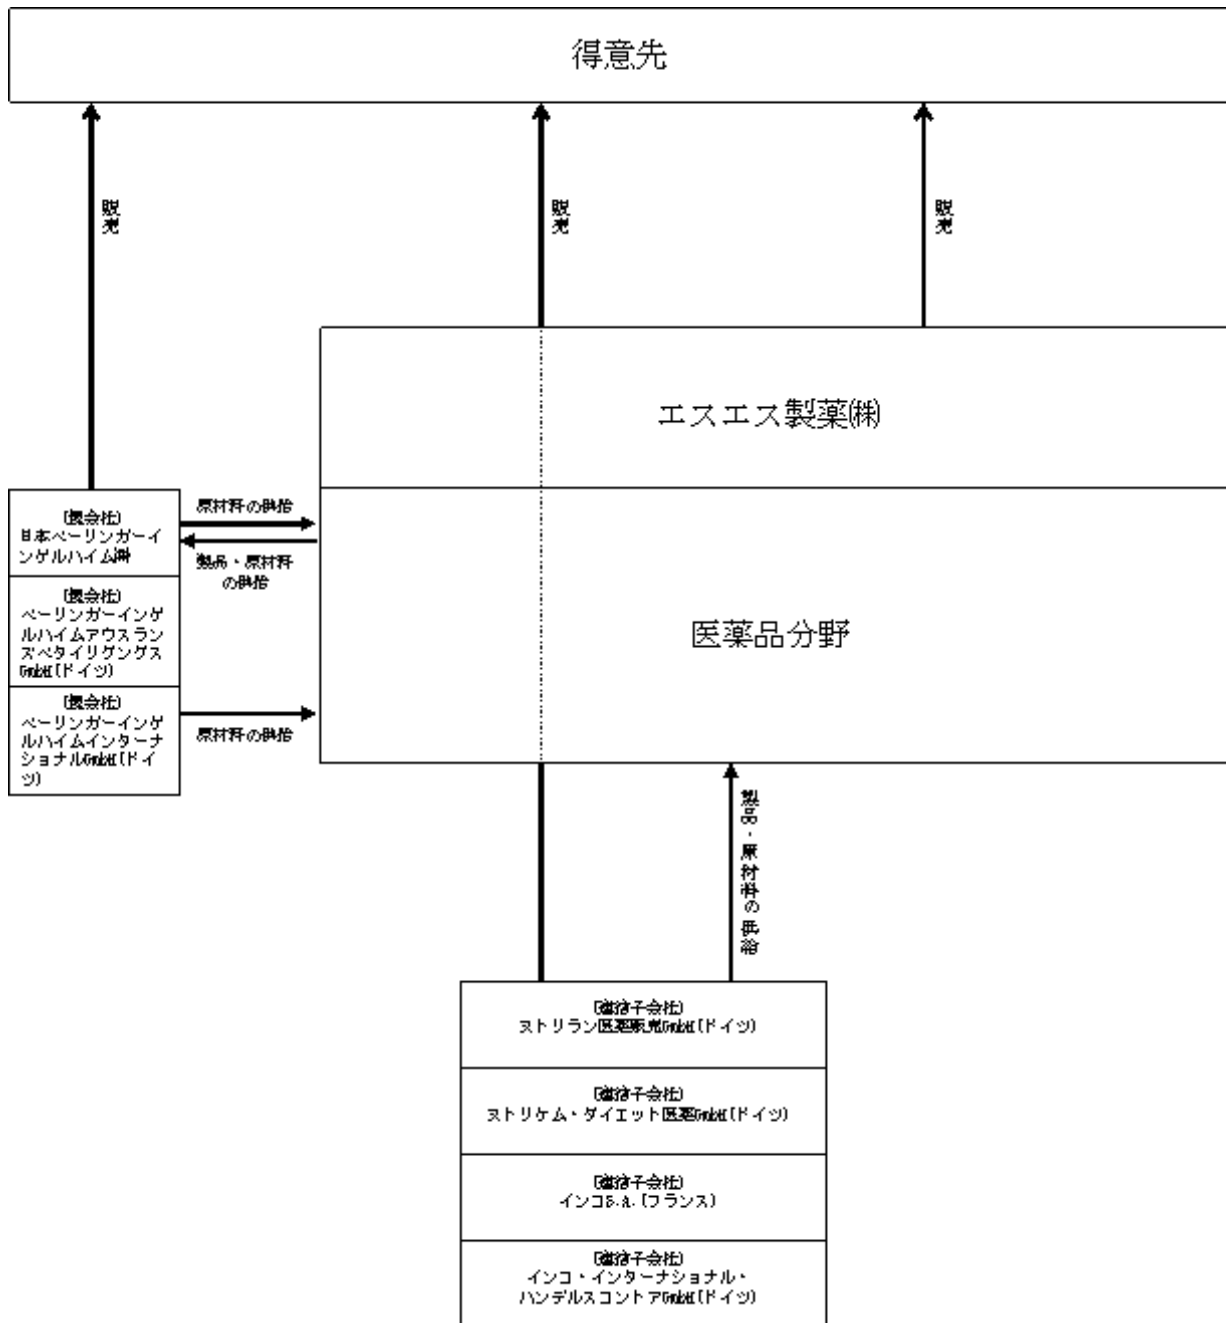 得意先
販売
販売
販売
エスエス製薬㈱
医薬品分野
(親会社)
日本ベーリンガーイ
ンゲルハイム㈱
(親会社)
ベーリンガーインゲ
ルハイムアウスラン
ズベタイリグングス
GmbH(ドイツ)
(親会社)
ベーリンガーインゲ
ルハイムインターナ
ショナルGmbH(ドイ
ツ)
原材料の供給
製品・原材料
の供給
原材料の供給
製品・原材料の供給
(連結子会社)
ストリラン医薬販売GmbH(ドイツ)
(連結子会社)
ストリケム・ダイエット医薬GmbH(ドイツ)
(連結子会社)
インコS.A.(フランス)
(連結子会社)
インコ・インターナショナル・
ハンデルスコントアGmbH(ドイツ)